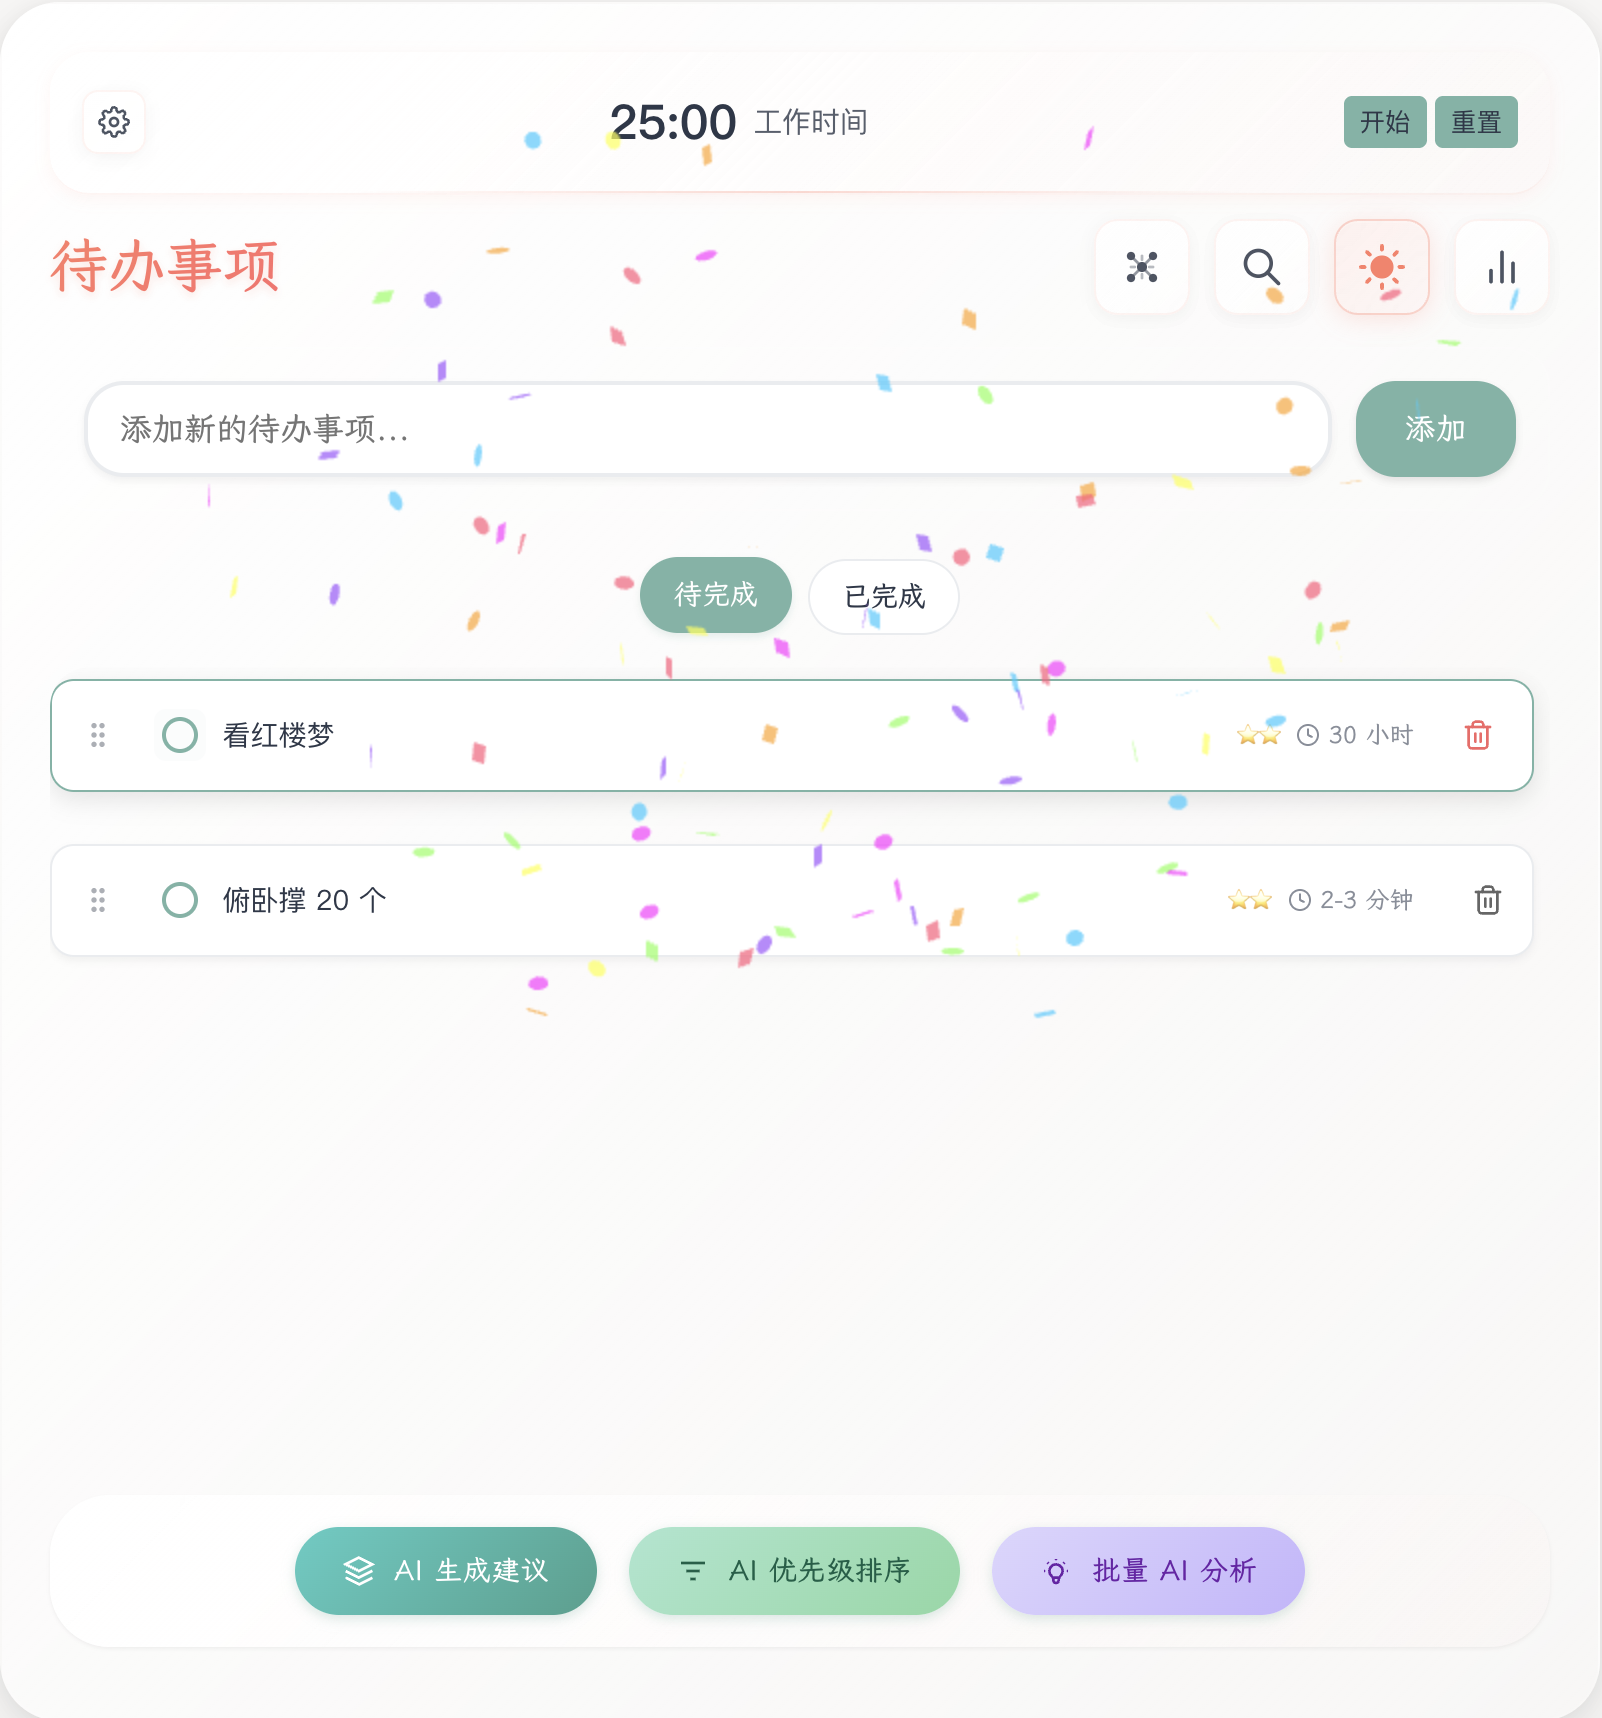 25:00 工作时间
开始 重置
待办事项
添加新的待办事项...
添加
待完成 已完成
看红楼梦 ⭐⭐ 30 小时
俯卧撑 20 个 ⭐⭐ 2-3 分钟
AI 生成建议 AI 优先级排序 批量 AI 分析